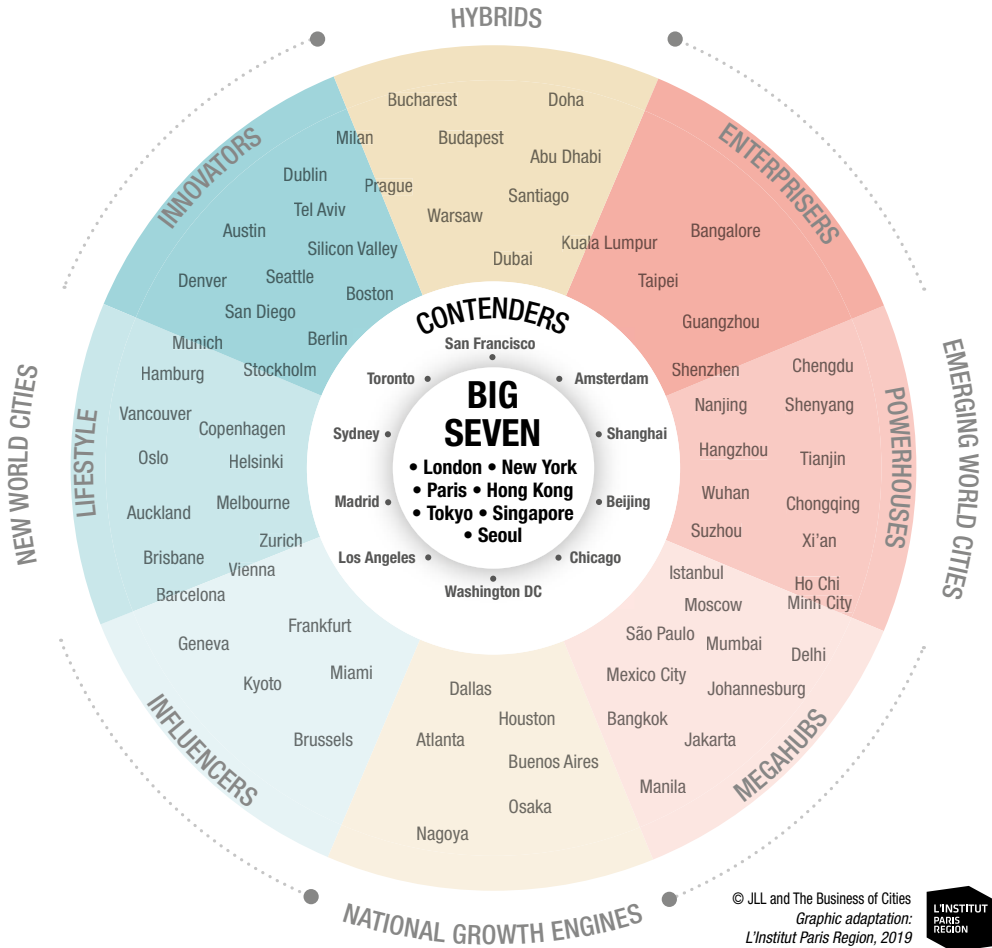 HYBRIDS
Bucharest
Doha
Milan
Budapest
Abu Dhabi
Prague
Santiago
Warsaw
Dubai
Kuala Lumpur
INNOVATORS
Dublin
Tel Aviv
Austin
Silicon Valley
Denver
Seattle
Boston
San Diego
Berlin
Munich
Stockholm
ENTERPRISERS
Bangalore
Taipei
Guangzhou
Shenzhen
NEW WORLD CITIES
LIFESTYLE
Hamburg
Vancouver
Copenhagen
Oslo
Helsinki
Auckland
Melbourne
Brisbane
Zurich
Vienna
Barcelona
CONTENDERS
San Francisco
Toronto
Amsterdam
Sydney
Shanghai
Madrid
Beijing
Los Angeles
Chicago
Washington DC
BIG
SEVEN
• London • New York
• Paris • Hong Kong
• Tokyo • Singapore
• Seoul
EMERGING WORLD CITIES
POWERHOUSES
Chengdu
Nanjing
Shenyang
Hangzhou
Tianjin
Wuhan
Chongqing
Suzhou
Xi'an
Ho Chi
Minh City
INFLUENCERS
Geneva
Frankfurt
Kyoto
Miami
Brussels
NATIONAL GROWTH ENGINES
Dallas
Houston
Atlanta
Buenos Aires
Osaka
Nagoya
MEGAHUBS
Istanbul
Moscow
São Paulo
Mumbai
Delhi
Mexico City
Johannesburg
Bangkok
Jakarta
Manila
© JLL and The Business of Cities
Graphic adaptation:
L'Institut Paris Region, 2019
L'INSTITUT
PARIS
REGION